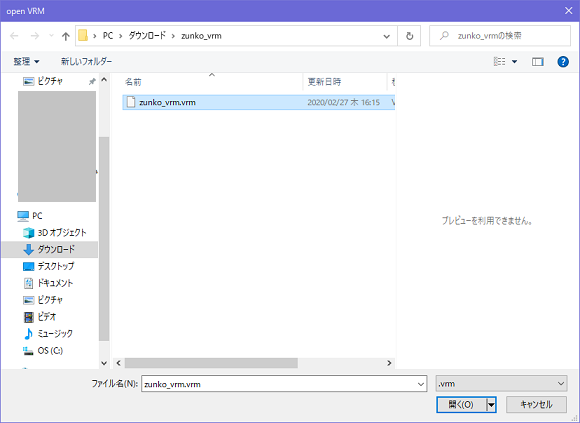 open VRM
PC > ダウンロード > zunko_vrm
zunko_vrmの検索
整理
新しいフォルダー
ピクチャ
PC
3D オブジェクト
ダウンロード
デスクトップ
ドキュメント
ピクチャ
ビデオ
ミュージック
OS (C:)
名前
更新日時
zunko_vrm.vrm
2020/02/27 木 16:15
V
プレビューを利用できません。
ファイル名(N):
zunko_vrm.vrm
.vrm
開く(O)
キャンセル